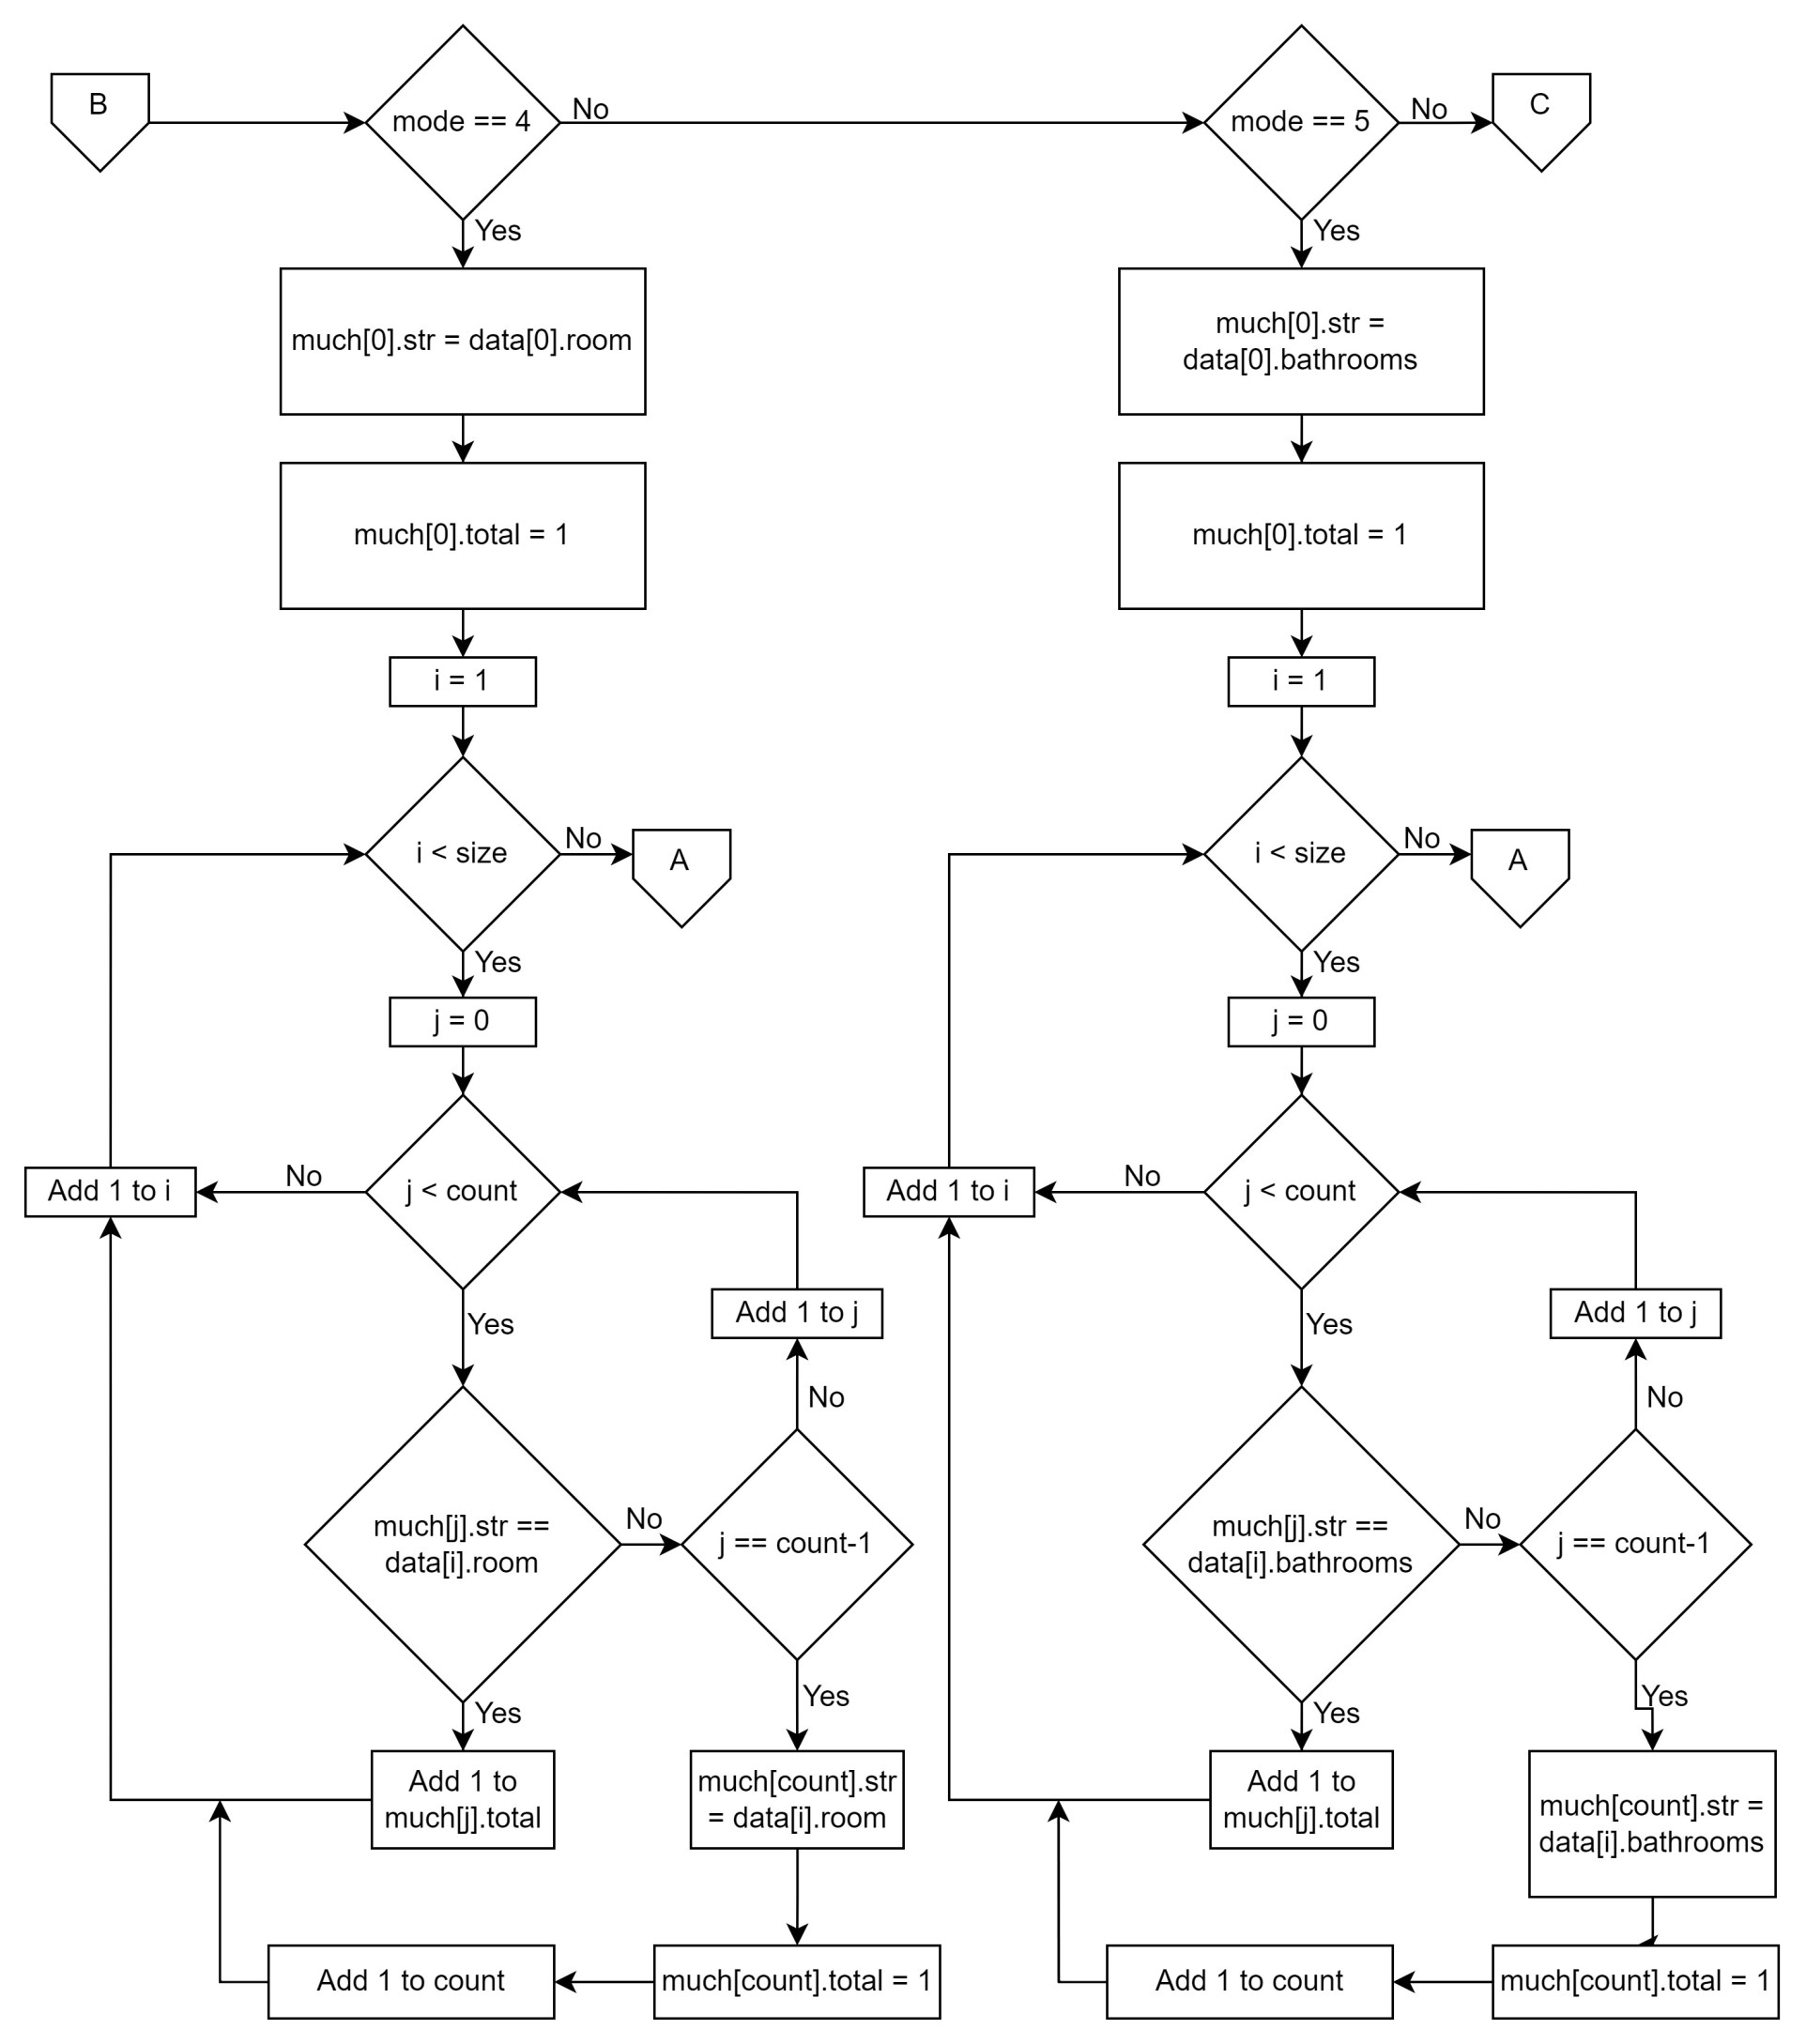 B
mode == 4
No
mode == 5
No
C
Yes
Yes
much[0].str = data[0].room
much[0].str =
data[0].bathrooms
much[0].total = 1
much[0].total = 1
i = 1
i = 1
i < size
No
A
i < size
No
A
Yes
Yes
j = 0
j = 0
Add 1 to i
No
j < count
Add 1 to i
No
j < count
Yes
Add 1 to j
Yes
Add 1 to j
No
No
much[j].str ==
data[i].room
No
j == count-1
much[j].str ==
data[i].bathrooms
No
j == count-1
Yes
Yes
Yes
Yes
Add 1 to
much[j].total
much[count].str
= data[i].room
Add 1 to
much[j].total
much[count].str =
data[i].bathrooms
Add 1 to count
much[count].total = 1
Add 1 to count
much[count].total = 1